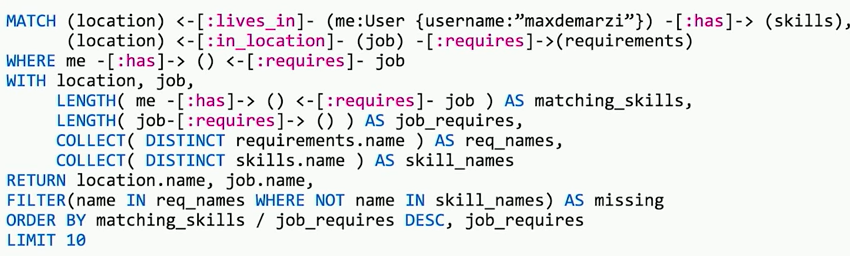 MATCH (location) <-[:lives_in]- (me:User {username:”maxdemarzi”}) -[:has]-> (skills),
(location) <-[:in_location]- (job) -[:requires]->(requirements)
WHERE me -[:has]-> () <-[:requires]- job
WITH location, job,
LENGTH( me -[:has]-> () <-[:requires]- job ) AS matching_skills,
LENGTH( job-[:requires]-> () ) AS job_requires,
COLLECT( DISTINCT requirements.name ) AS req_names,
COLLECT( DISTINCT skills.name ) AS skill_names
RETURN location.name, job.name,
FILTER(name IN req_names WHERE NOT name IN skill_names) AS missing
ORDER BY matching_skills / job_requires DESC, job_requires
LIMIT 10